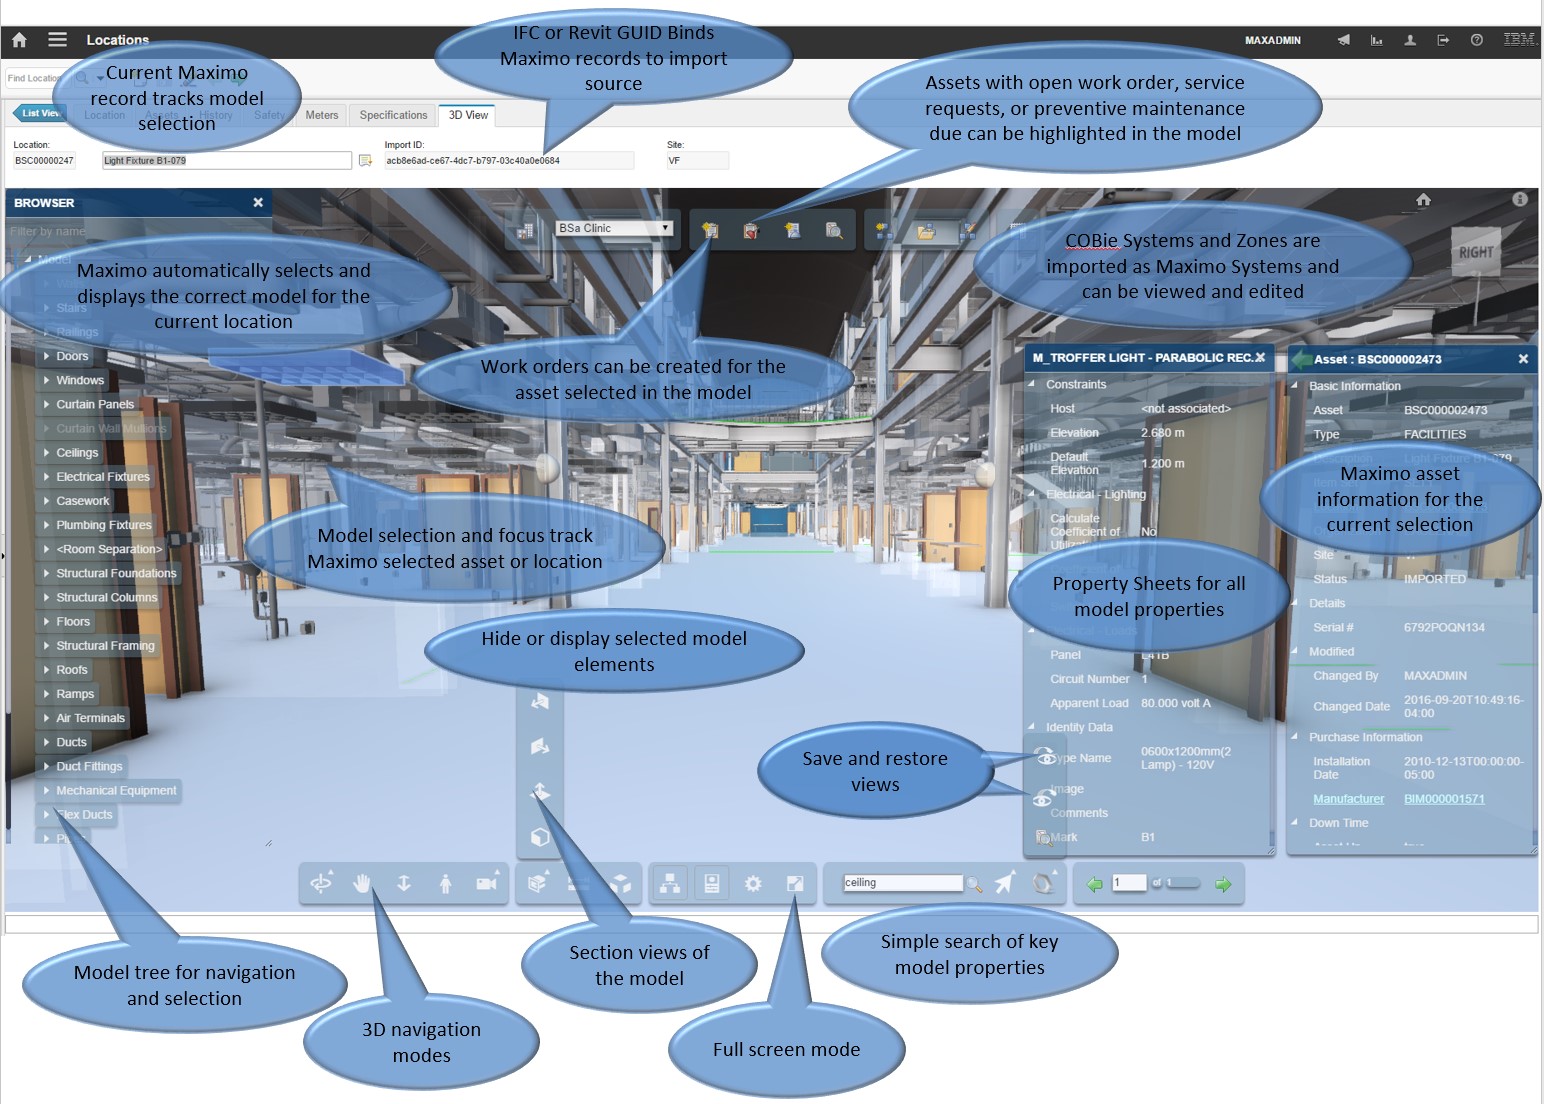 Locations
MAXADMIN
IBM.
IFC or Revit GUID Binds
Maximo records to import
source
Find Location
Current Maximo
record tracks model
selection
Assets with open work order, service
requests, or preventive maintenance
due can be highlighted in the model
List View
Location
Assets
History
Safety
Meters
Specifications
3D View
Location:
BSC00000247
Light Fixture B1-079
Import ID:
acb8e6ad-ce67-4dc7-b797-03c40a0e0684
Site:
VF
BROWSER
Filter by name
BSa Clinic
COBie Systems and Zones are
imported as Maximo Systems and
can be viewed and edited
RIGHT
Maximo automatically selects and
displays the correct model for the
current location
Model
Stairs
Railings
Doors
Windows
Curtain Panels
Curtain Wall Mullions
Ceilings
Electrical Fixtures
Casework
Plumbing Fixtures
<Room Separation>
Structural Foundations
Structural Columns
Floors
Structural Framing
Roofs
Ramps
Air Terminals
Ducts
Duct Fittings
Mechanical Equipment
Flex Ducts
Work orders can be created for the
asset selected in the model
Model selection and focus track
Maximo selected asset or location
Hide or display selected model
elements
M_TROFFER LIGHT - PARABOLIC REC...
Constraints
Host <not associated>
Elevation 2.680 m
Default
Elevation 1.200 m
Electrical - Lighting
Calculate
Coefficient of No
Property Sheets for all
model properties
Panel L41B
Circuit Number 1
Apparent Load 80.000 volt A
Identity Data
Type Name 0600x1200mm(2
Lamp) - 120V
Image
Comments
Mark B1
Asset : BSC000002473
Basic Information
Asset BSC000002473
Type FACILITIES
Description Light Fixture B1-079
Maximo asset
information for the
current selection
Site
Status IMPORTED
Details
Serial # 6792POQN134
Modified
Changed By MAXADMIN
Changed Date 2016-09-20T10:49:16-
04:00
Purchase Information
Installation
Date 2010-12-13T00:00:00-
05:00
Manufacturer BIM000001571
Down Time
Save and restore
views
ceiling
1
of 1
Model tree for navigation
and selection
3D navigation
modes
Section views of
the model
Full screen mode
Simple search of key
model properties